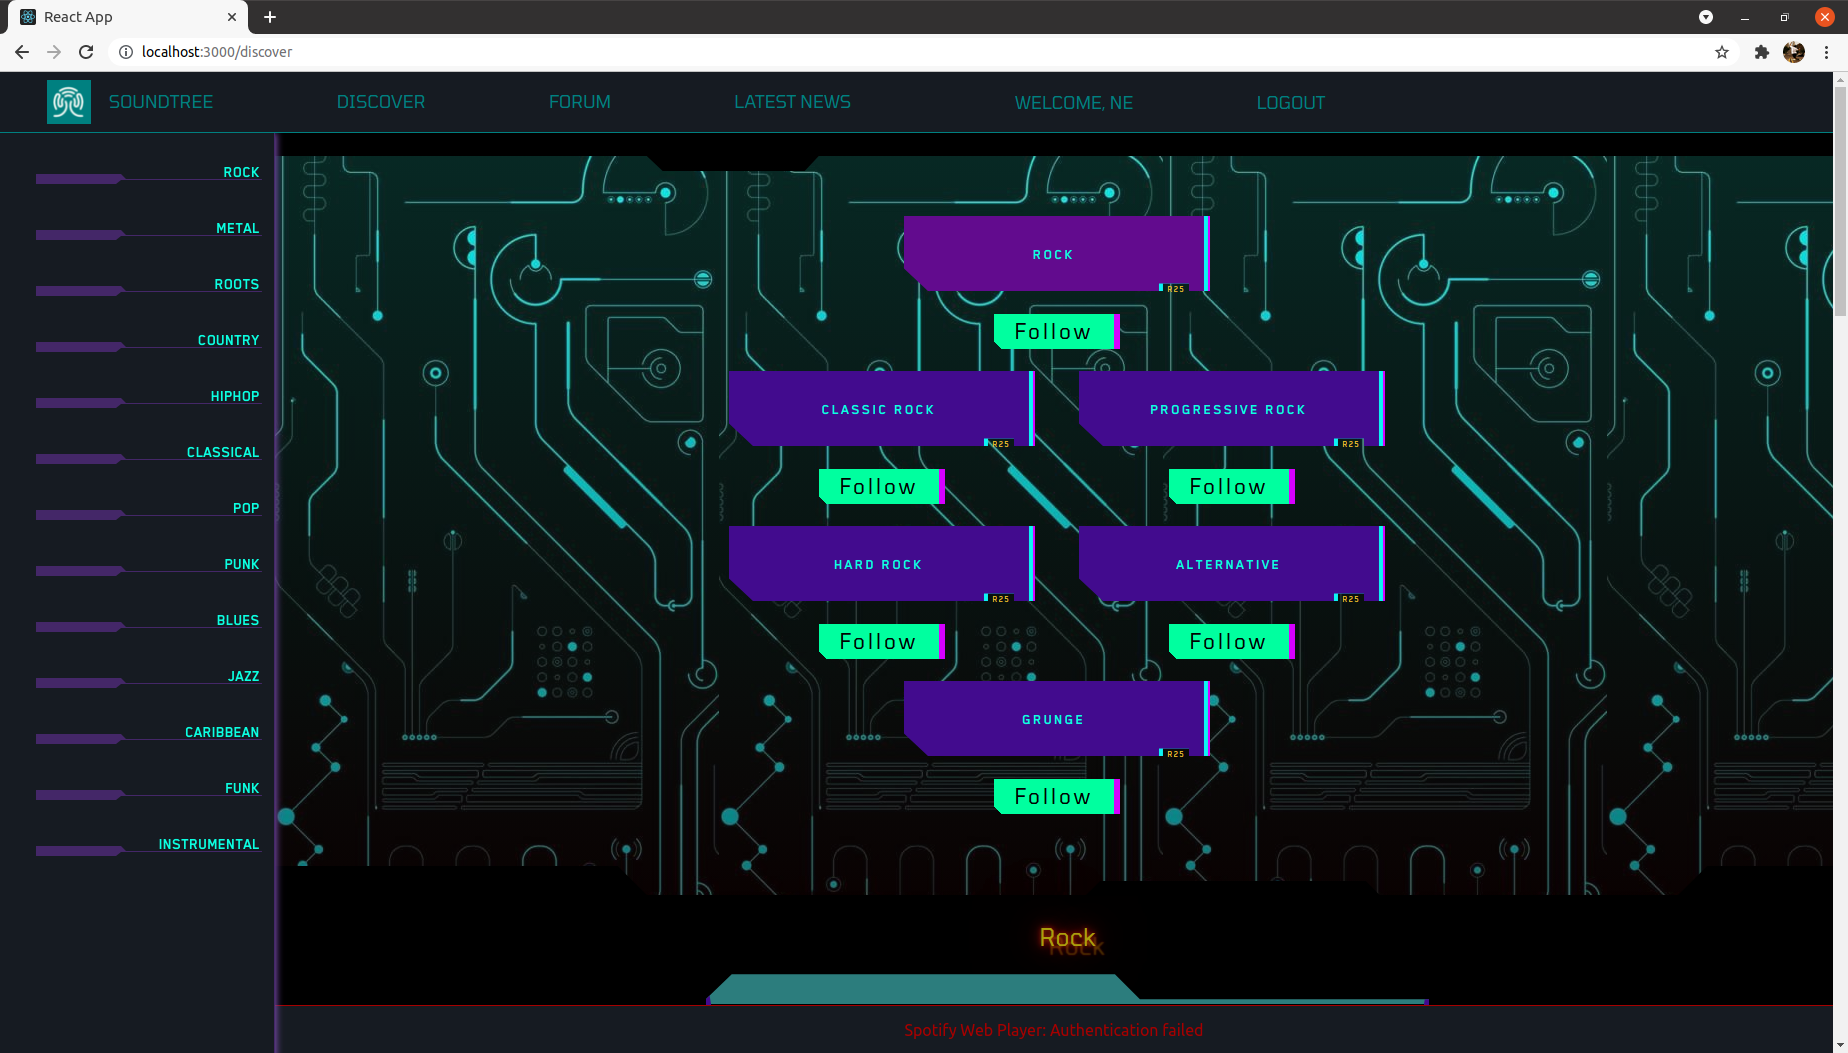 React App
localhost:3000/discover
SOUNDTREE DISCOVER FORUM LATEST NEWS WELCOME, NE LOGOUT
ROCK
METAL
ROOTS
COUNTRY
HIPHOP
CLASSICAL
POP
PUNK
BLUES
JAZZ
CARIBBEAN
FUNK
INSTRUMENTAL
ROCK
R25
Follow
CLASSIC ROCK PROGRESSIVE ROCK
R25 R25
Follow Follow
HARD ROCK ALTERNATIVE
R25 R25
Follow Follow
GRUNGE
R25
Follow
Rock
Rock
Spotify Web Player: Authentication failed